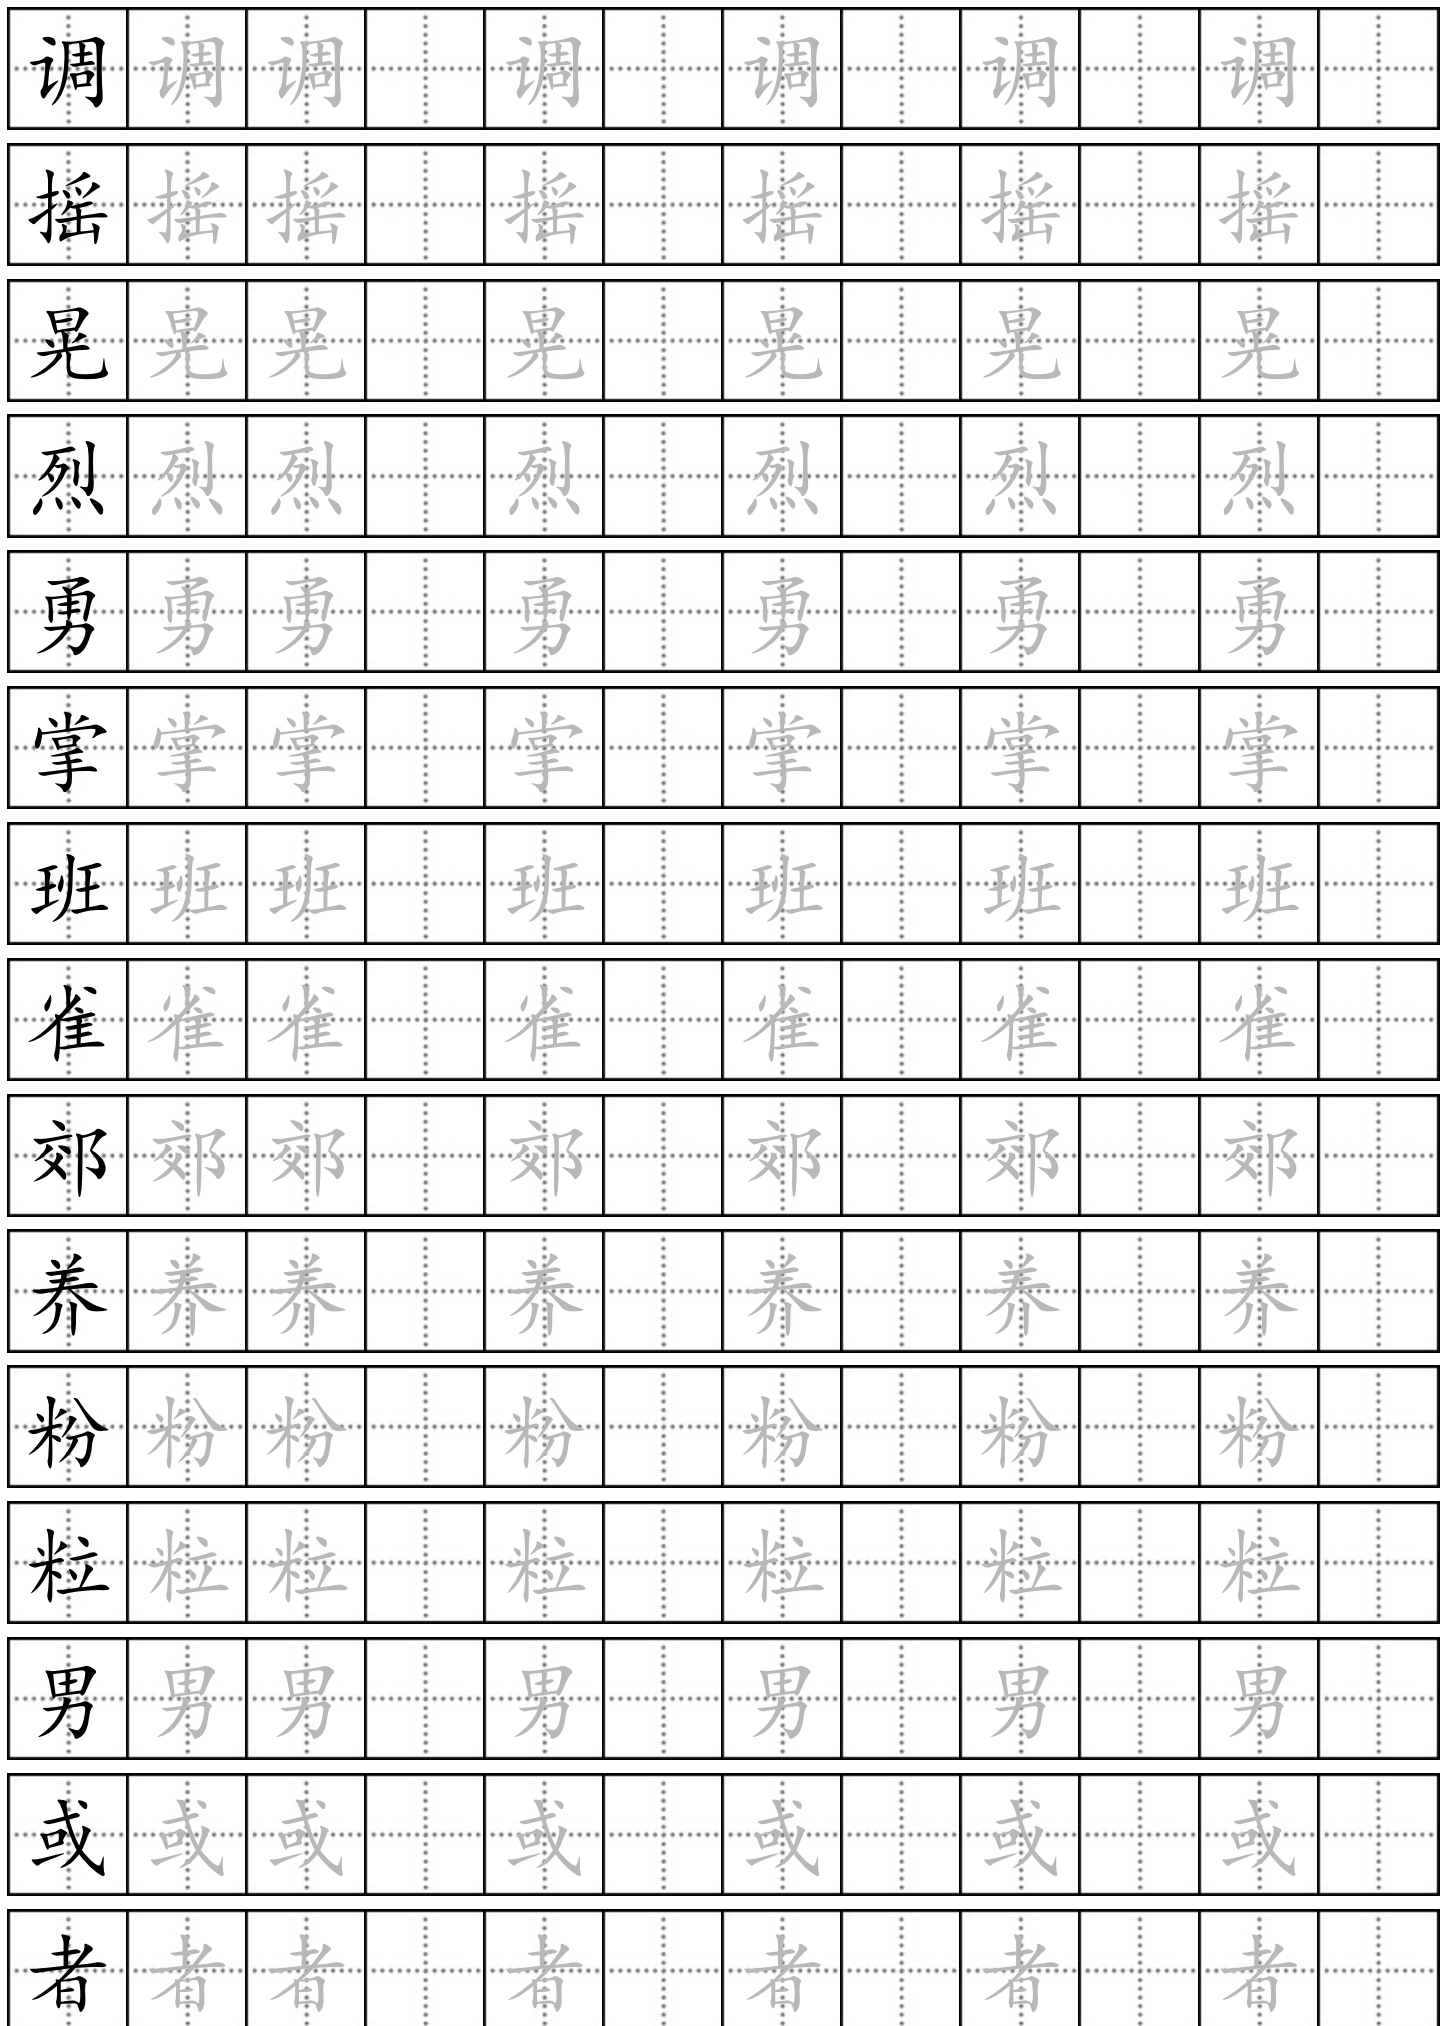 调 调 调 调 调 调 调
摇 摇 摇 摇 摇 摇 摇
晃 晃 晃 晃 晃 晃 晃
烈 烈 烈 烈 烈 烈 烈
勇 勇 勇 勇 勇 勇 勇
掌 掌 掌 掌 掌 掌 掌
班 班 班 班 班 班 班
雀 雀 雀 雀 雀 雀 雀
郊 郊 郊 郊 郊 郊 郊
养 养 养 养 养 养 养
粉 粉 粉 粉 粉 粉 粉
粒 粒 粒 粒 粒 粒 粒
男 男 男 男 男 男 男
或 或 或 或 或 或 或
者 者 者 者 者 者 者